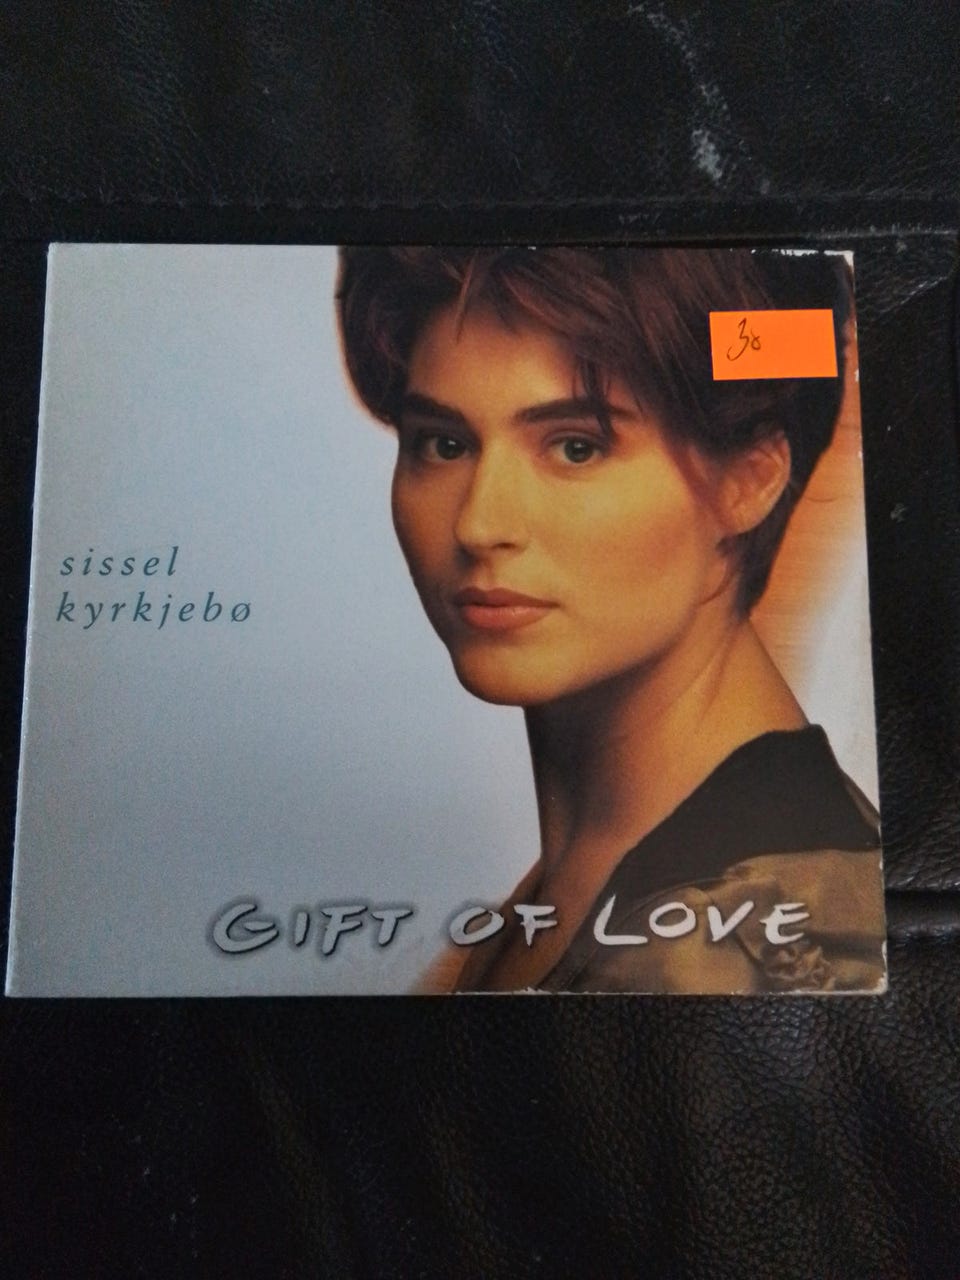 30
sissel
kyrkjebø
GIFT OF LOVE